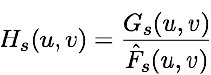 H_s(u, v) = \frac{G_s(u, v)}{\hat{F}_s(u, v)}